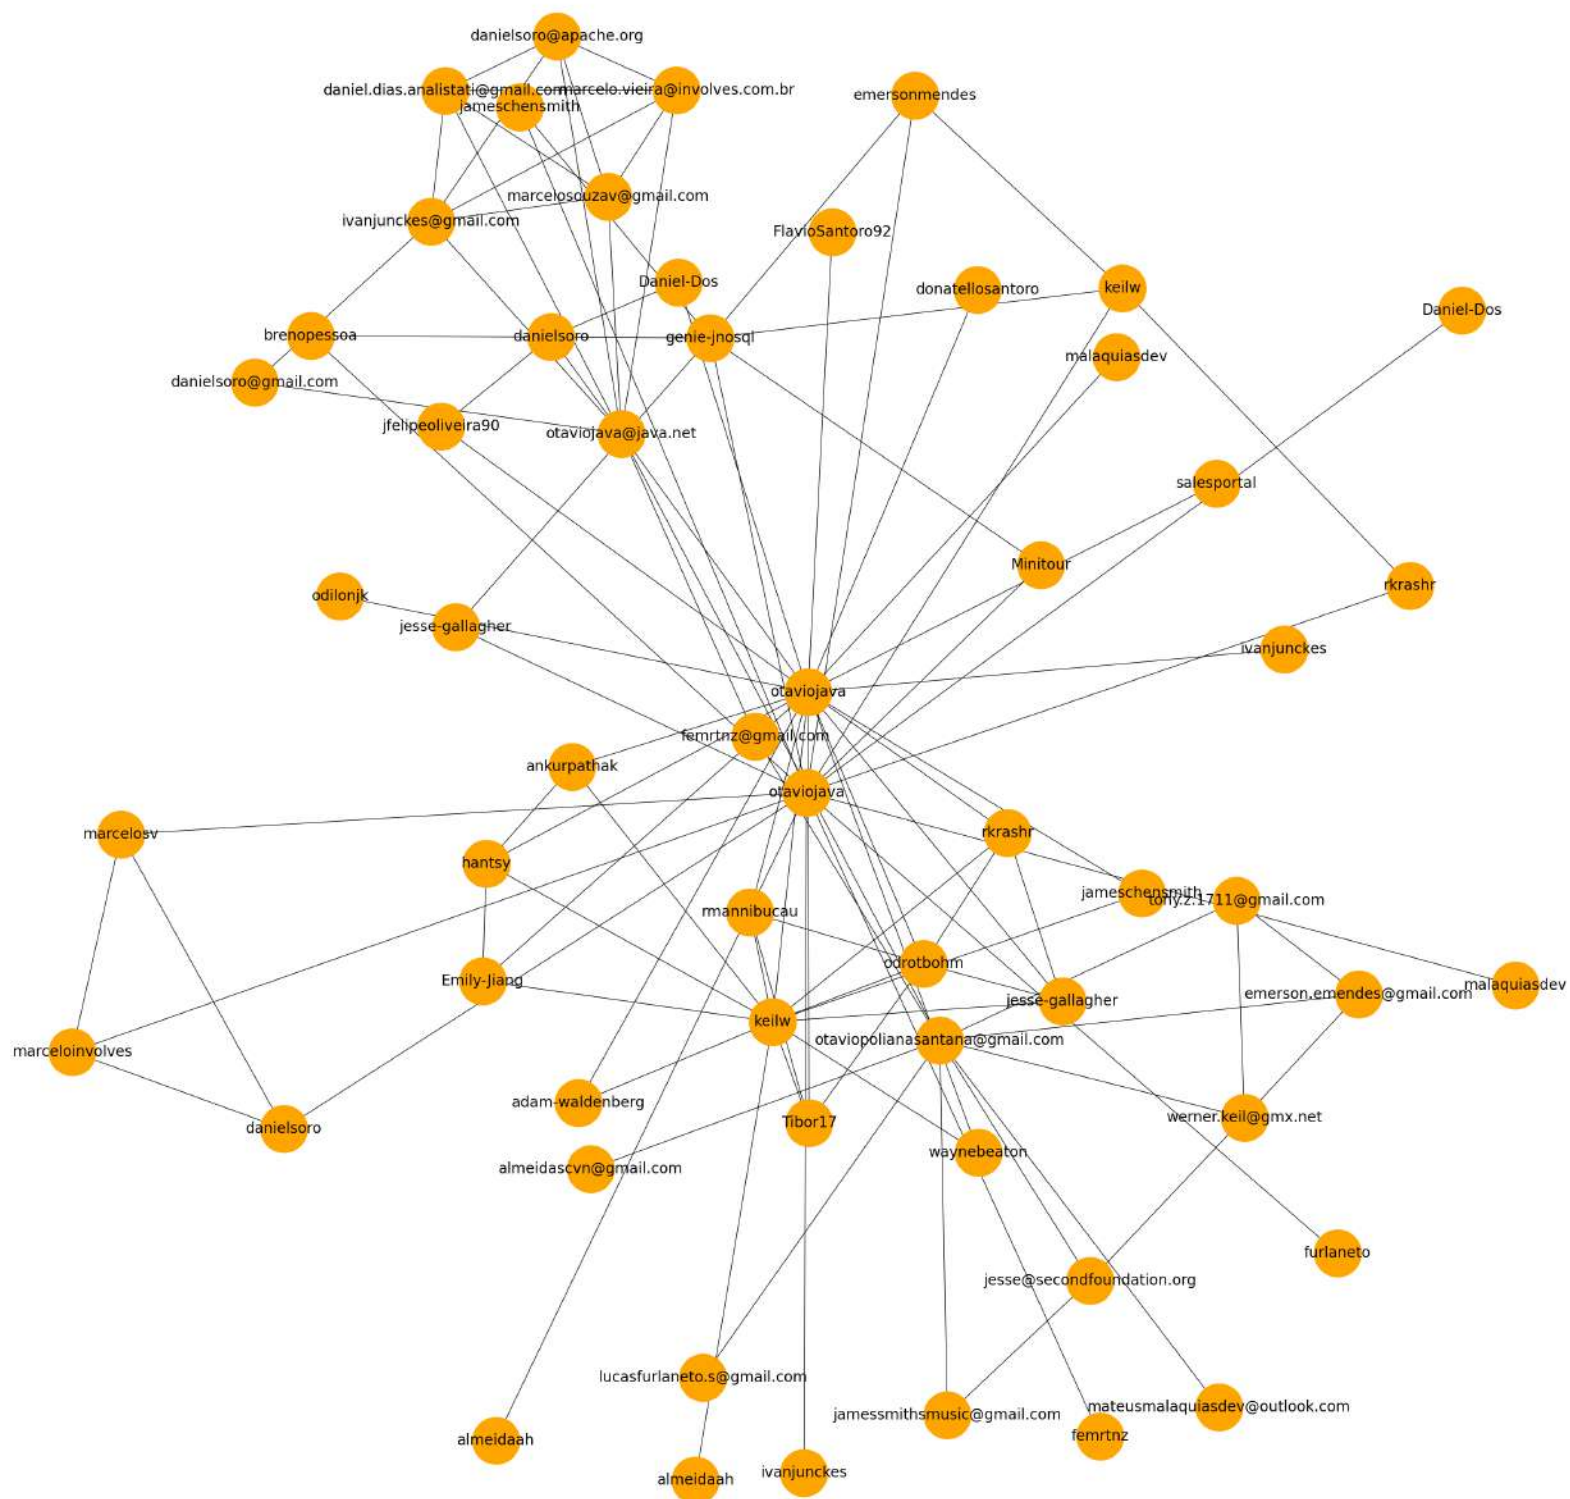 danielsoro@apache.org
daniel.dias.analistati@gmail.com
marcelo.vieira@involves.com.br
jameschensmith
emersonmendes
marcelosouzav@gmail.com
ivanjunckes@gmail.com
FlavioSantoro92
Daniel-Dos
donatellosantoro
keilw
Daniel-Dos
brenopessoa
danielsoro
genie-jnosql
malaquiasdev
danielsoro@gmail.com
jfelipeoliveira90
otaviojava@java.net
salesportal
Minitour
rkrashr
odilonjk
jesse-gallagher
ivanjunckes
otaviojava
femrtnz@gmail.com
ankurpathak
otaviojava
marcelosv
rkrashr
hantsy
jameschensmith
tony.z.1711@gmail.com
rmannibucau
odrotbohm
Emily-Jiang
jesse-gallagher
emerson.emendes@gmail.com
malaquiasdev
keilw
otaviopolianasantana@gmail.com
marceloinvolves
adam-waldenberg
Tibor17
werner.keil@gmx.net
danielsoro
waynebeaton
almeidascvn@gmail.com
furlaneto
jesse@secondfoundation.org
lucasfurlaneto.s@gmail.com
jamessmithsmusic@gmail.com
mateusmalaquiasdev@outlook.com
femrtnz
almeidaah
ivanjunckes
almeidaah